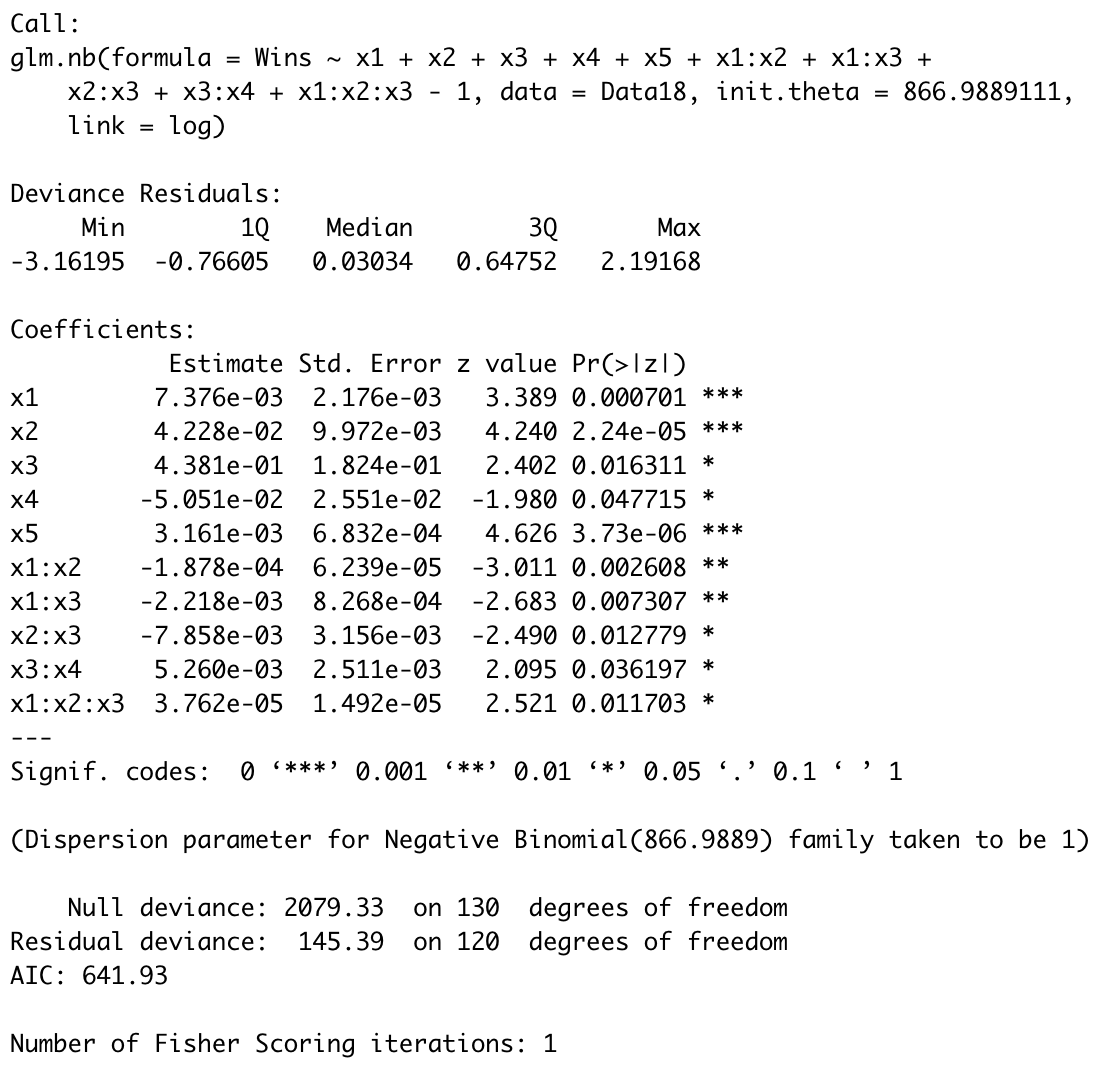 Call:
glm.nb(formula = Wins ~ x1 + x2 + x3 + x4 + x5 + x1:x2 + x1:x3 +
    x2:x3 + x3:x4 + x1:x2:x3 - 1, data = Data18, init.theta = 866.9889111,
    link = log)

Deviance Residuals:
     Min        1Q    Median        3Q       Max
-3.16195  -0.76605   0.03034   0.64752   2.19168

Coefficients:
           Estimate Std. Error z value Pr(>|z|)
x1        7.376e-03  2.176e-03   3.389 0.000701 ***
x2        4.228e-02  9.972e-03   4.240 2.24e-05 ***
x3        4.381e-01  1.824e-01   2.402 0.016311 *
x4       -5.051e-02  2.551e-02  -1.980 0.047715 *
x5        3.161e-03  6.832e-04   4.626 3.73e-06 ***
x1:x2    -1.878e-04  6.239e-05  -3.011 0.002608 **
x1:x3    -2.218e-03  8.268e-04  -2.683 0.007307 **
x2:x3    -7.858e-03  3.156e-03  -2.490 0.012779 *
x3:x4     5.260e-03  2.511e-03   2.095 0.036197 *
x1:x2:x3  3.762e-05  1.492e-05   2.521 0.011703 *
---
Signif. codes:  0 ‘***’ 0.001 ‘**’ 0.01 ‘*’ 0.05 ‘.’ 0.1 ‘ ’ 1

(Dispersion parameter for Negative Binomial(866.9889) family taken to be 1)

    Null deviance: 2079.33  on 130  degrees of freedom
Residual deviance:  145.39  on 120  degrees of freedom
AIC: 641.93

Number of Fisher Scoring iterations: 1